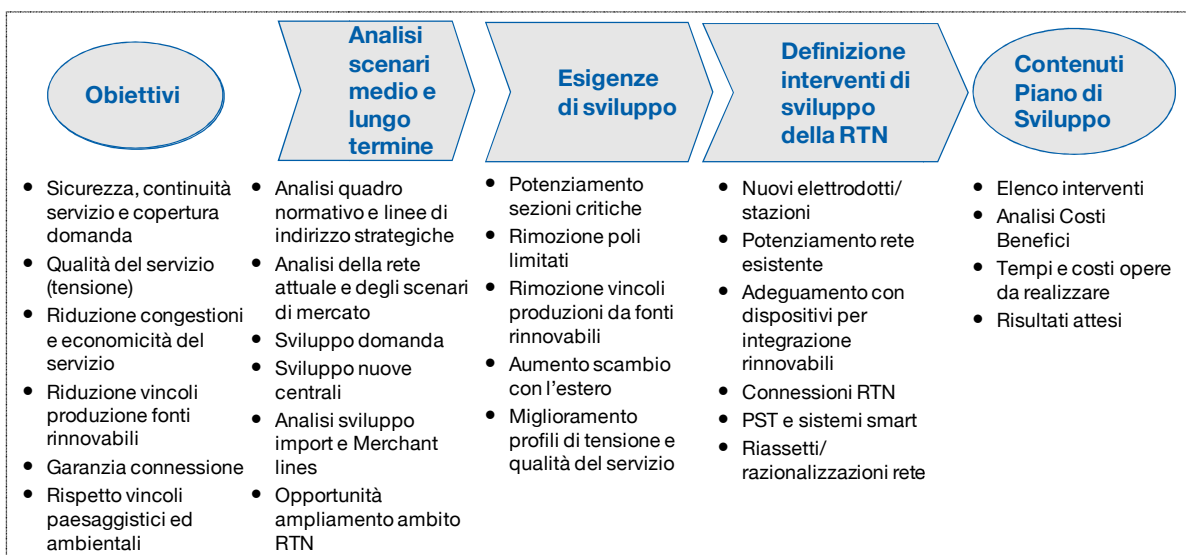 Obiettivi
Analisi
scenari
medio e
lungo
termine
Esigenze
di sviluppo
Definizione
interventi di
sviluppo
della RTN
Contenuti
Piano di
Sviluppo
• Sicurezza, continuità
servizio e copertura
domanda
• Qualità del servizio
(tensione)
• Riduzione congestioni
e economicità del
servizio
• Riduzione vincoli
produzione fonti
rinnovabili
• Garanzia connessione
• Rispetto vincoli
paesaggistici ed
ambientali
• Analisi quadro
normativo e linee di
indirizzo strategiche
• Analisi della rete
attuale e degli scenari
di mercato
• Sviluppo domanda
• Sviluppo nuove
centrali
• Analisi sviluppo
import e Merchant
lines
• Opportunità
ampliamento ambito
RTN
• Potenziamento
sezioni critiche
• Rimozione poli
limitati
• Rimozione vincoli
produzioni da fonti
rinnovabili
• Aumento scambio
con l'estero
• Miglioramento
profili di tensione e
qualità del servizio
• Nuovi elettrodotti/
stazioni
• Potenziamento rete
esistente
• Adeguamento con
dispositivi per
integrazione
rinnovabili
• Connessioni RTN
• PST e sistemi smart
• Riassetti/
razionalizzazioni rete
• Elenco interventi
• Analisi Costi
Benefici
• Tempi e costi opere
da realizzare
• Risultati attesi